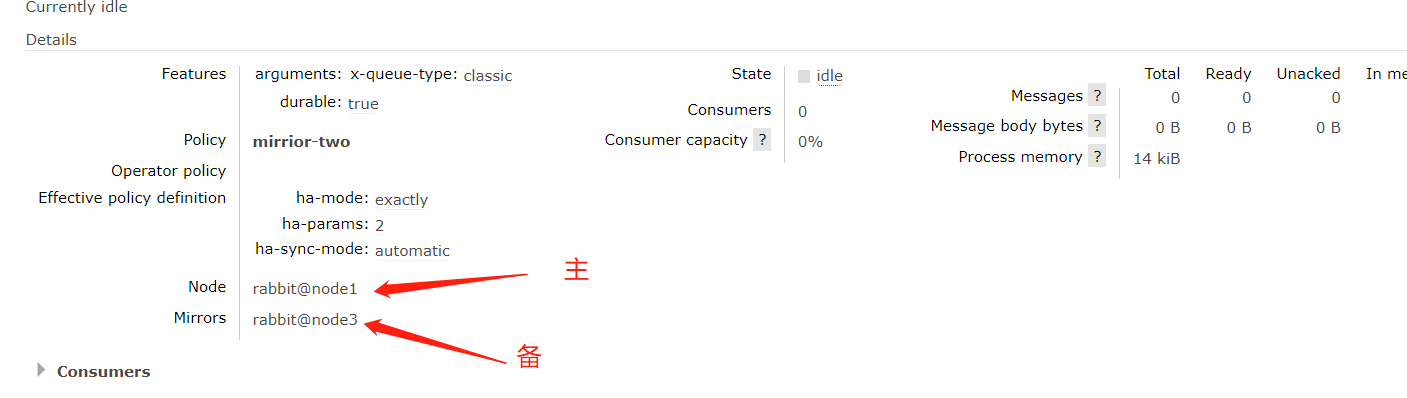 Currently idle
Details
Features arguments: x-queue-type: classic
durable: true
Policy mirrior-two
Operator policy
Effective policy definition ha-mode: exactly
ha-params: 2
ha-sync-mode: automatic
Node rabbit@node1 主
Mirrors rabbit@node3 备
State idle
Consumers 0
Consumer capacity ? 0%
Total Ready Unacked In me
Messages ? 0 0 0
Message body bytes ? 0 B 0 B 0 B
Process memory ? 14 kiB
Consumers